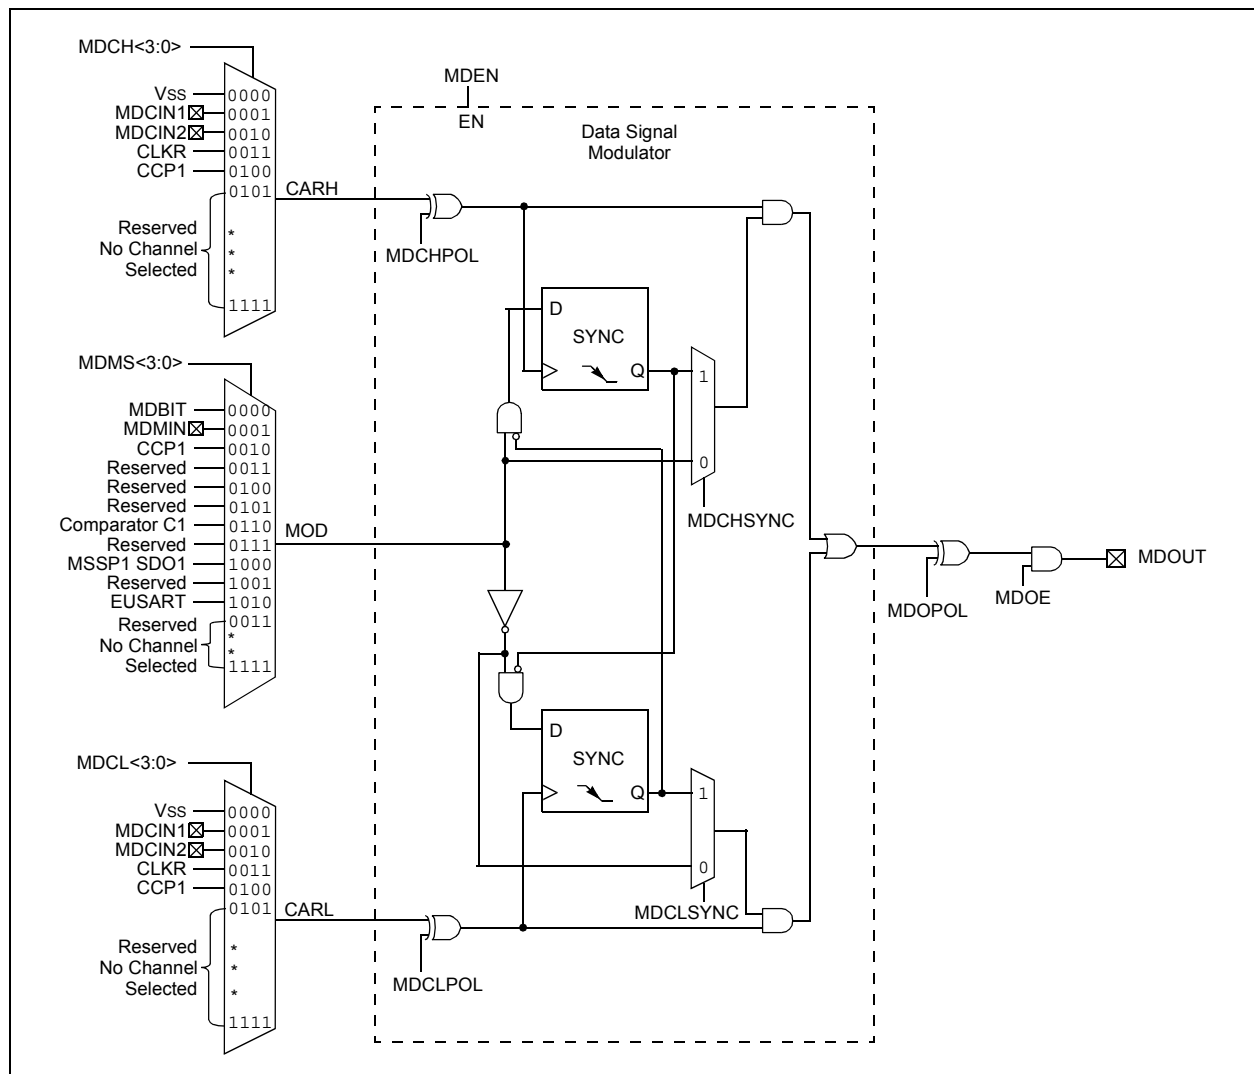 MDCH<3:0>
VSS
0000
MDCIN1
0001
MDCIN2
0010
CLKR
0011
CCP1
0100
0101
Reserved
No Channel
Selected
*
*
*
1111
CARH
MDCHPOL
MDEN
EN
Data Signal
Modulator
D
SYNC
Q
1
0
MDCHSYNC
MDMS<3:0>
MDBIT
0000
MDMIN
0001
CCP1
0010
Reserved
0011
Reserved
0100
Reserved
0101
Comparator C1
0110
Reserved
0111
MSSP1 SDO1
1000
Reserved
1001
EUSART
1010
0011
Reserved
No Channel
Selected
*
*
1111
MOD
MDOPOL
MDOE
MDOUT
D
SYNC
Q
1
0
MDCLSYNC
MDCL<3:0>
VSS
0000
MDCIN1
0001
MDCIN2
0010
CLKR
0011
CCP1
0100
0101
Reserved
No Channel
Selected
*
*
*
1111
CARL
MDCLPOL